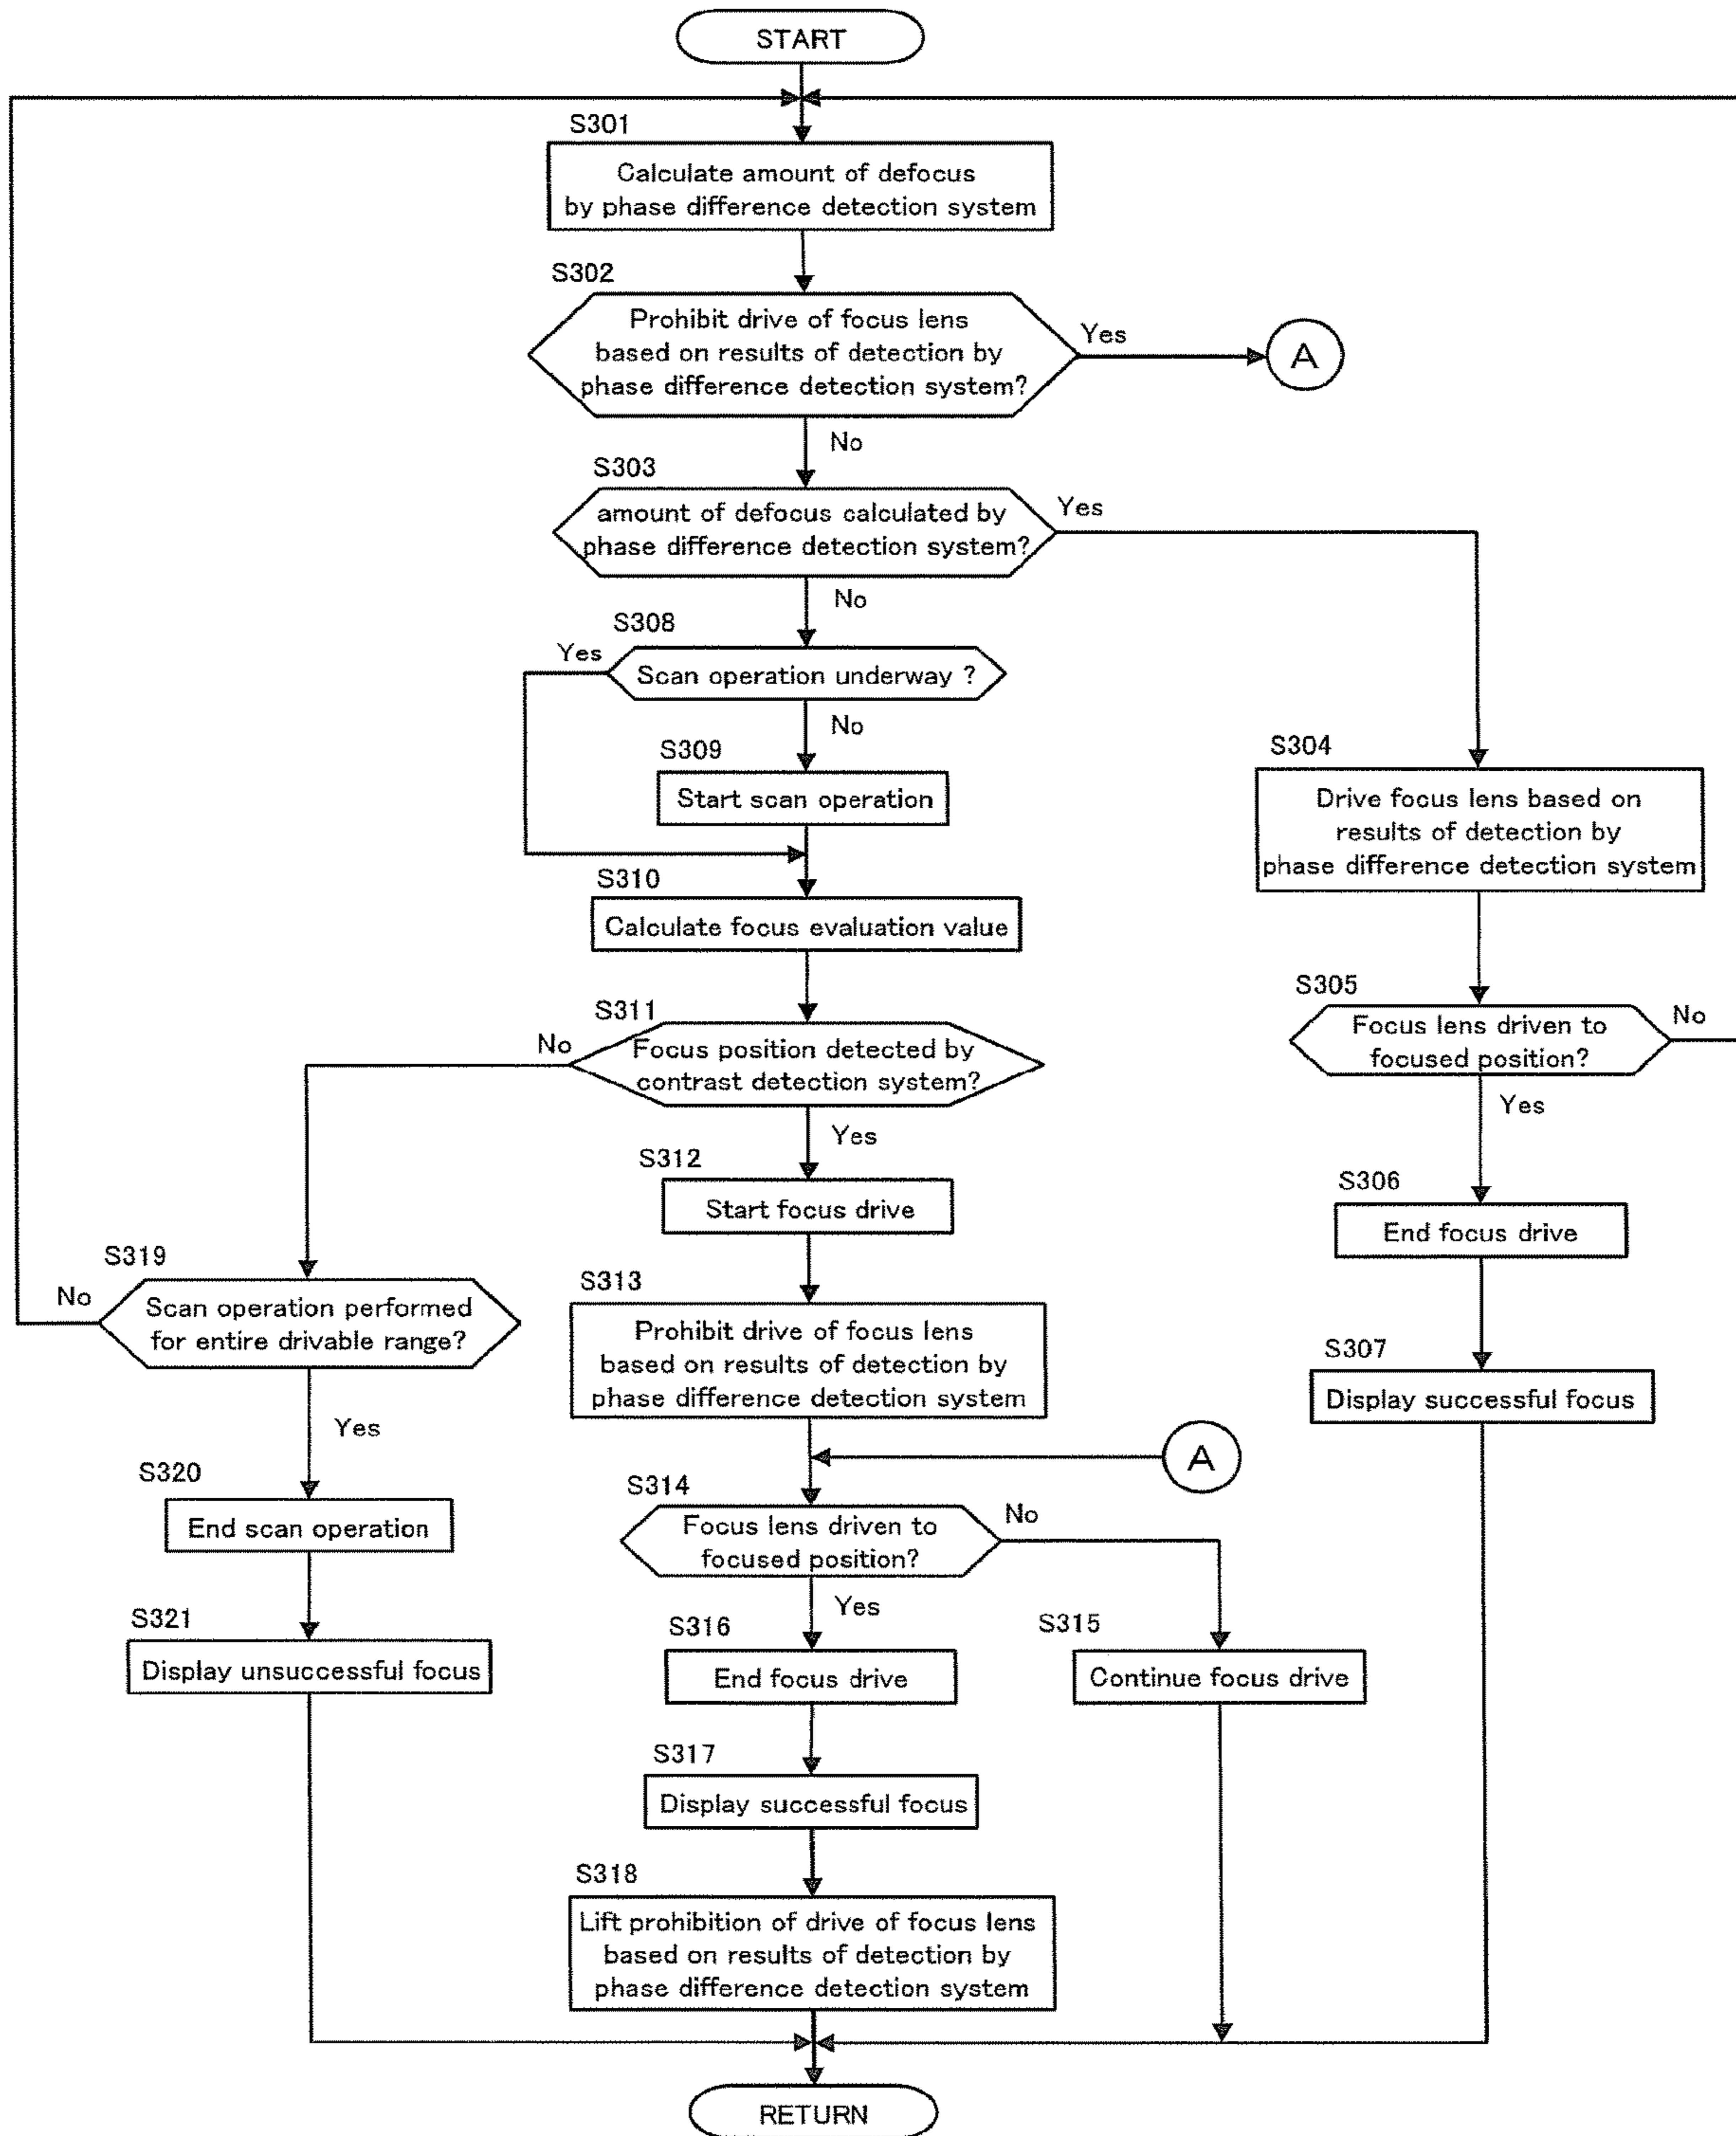 START
S301
Calculate amount of defocus
by phase difference detection system
S302
Prohibit drive of focus lens
based on results of detection by
phase difference detection system?
Yes
A
No
S303
amount of defocus calculated by
phase difference detection system?
Yes
No
S308
Yes
Scan operation underway ?
No
S309
Start scan operation
S304
Drive focus lens based on
results of detection by
phase difference detection system
S310
Calculate focus evaluation value
S305
Focus lens driven to
focused position?
No
Yes
S311
No
Focus position detected by
contrast detection system?
Yes
S312
Start focus drive
S306
End focus drive
S319
No
Scan operation performed
for entire drivable range?
Yes
S313
Prohibit drive of focus lens
based on results of detection by
phase difference detection system
S307
Display successful focus
A
S320
End scan operation
S314
Focus lens driven to
focused position?
No
Yes
S321
Display unsuccessful focus
S316
End focus drive
S315
Continue focus drive
S317
Display successful focus
S318
Lift prohibition of drive of focus lens
based on results of detection by
phase difference detection system
RETURN